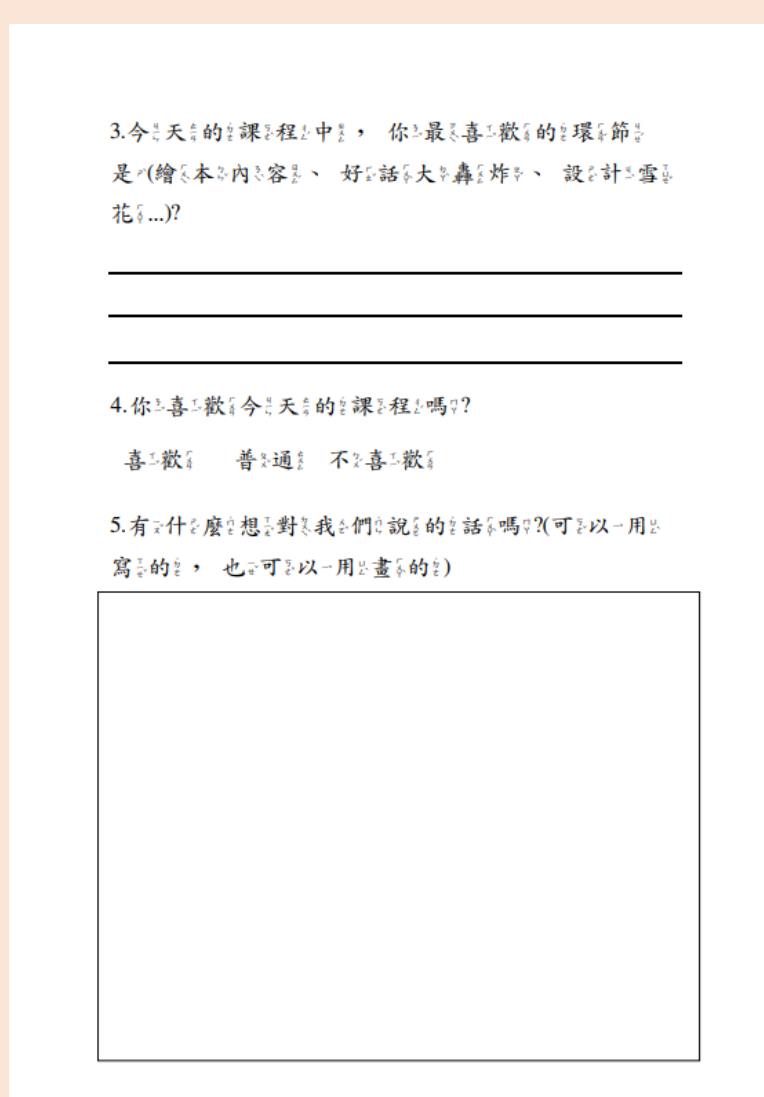 3.今天的課程中， 你最喜歡的環節
是(繪本內容、 好話大轟炸、 設計雪
花...)?
4.你喜歡今天的課程嗎?
喜歡 普通 不喜歡
5.有什麼想對我們說的話嗎?(可以用
寫的， 也可以用畫的)